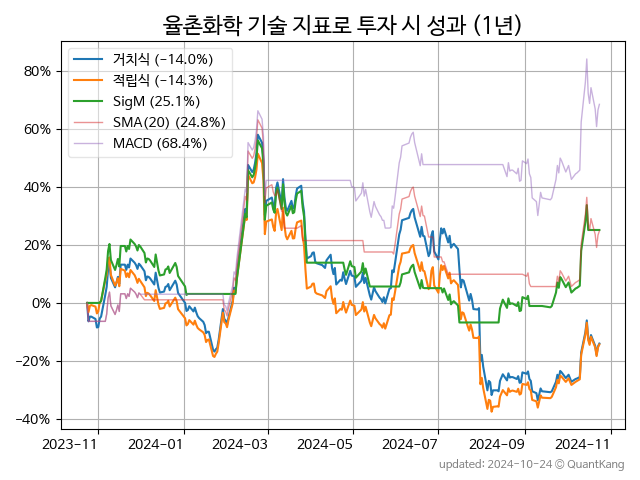 율촌화학 기술 지표로 투자 시 성과 (1년)
거치식 (−14.0%)
적립식 (−14.3%)
SigM (25.1%)
SMA(20) (24.8%)
MACD (68.4%)
80%
60%
40%
20%
0%
−20%
−40%
2023−11
2024−01
2024−03
2024−05
2024−07
2024−09
2024−11
updated: 2024-10-24 © QuantKang